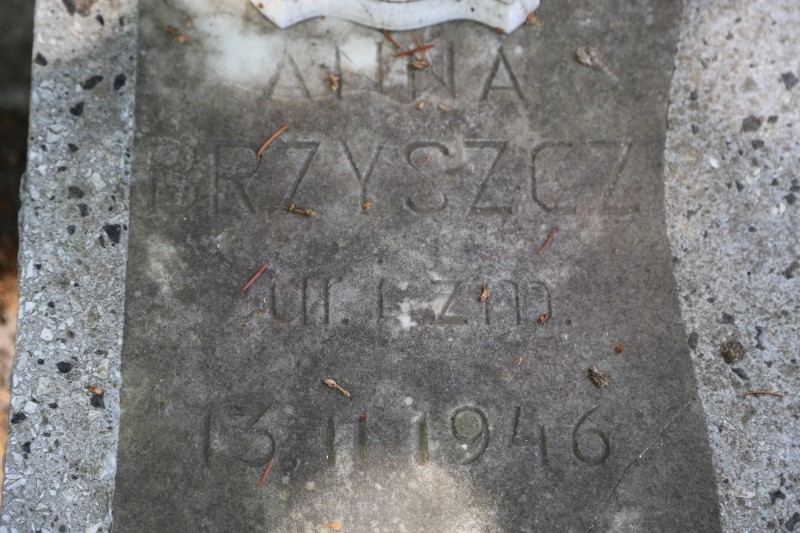 ANNA
BRZYSZCZ
ur. i zm.
13 II 1946